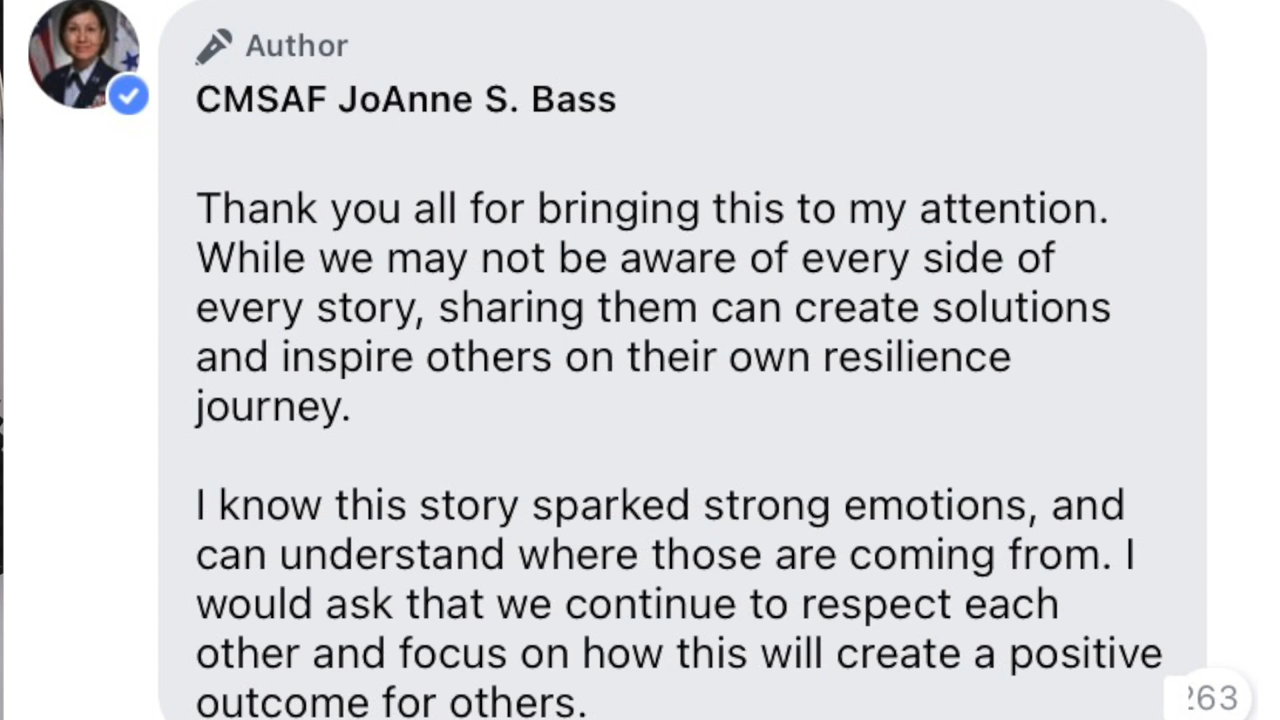 Author
CMSAF JoAnne S. Bass
Thank you all for bringing this to my attention.
While we may not be aware of every side of
every story, sharing them can create solutions
and inspire others on their own resilience
journey.
I know this story sparked strong emotions, and
can understand where those are coming from. I
would ask that we continue to respect each
other and focus on how this will create a positive
outcome for others.